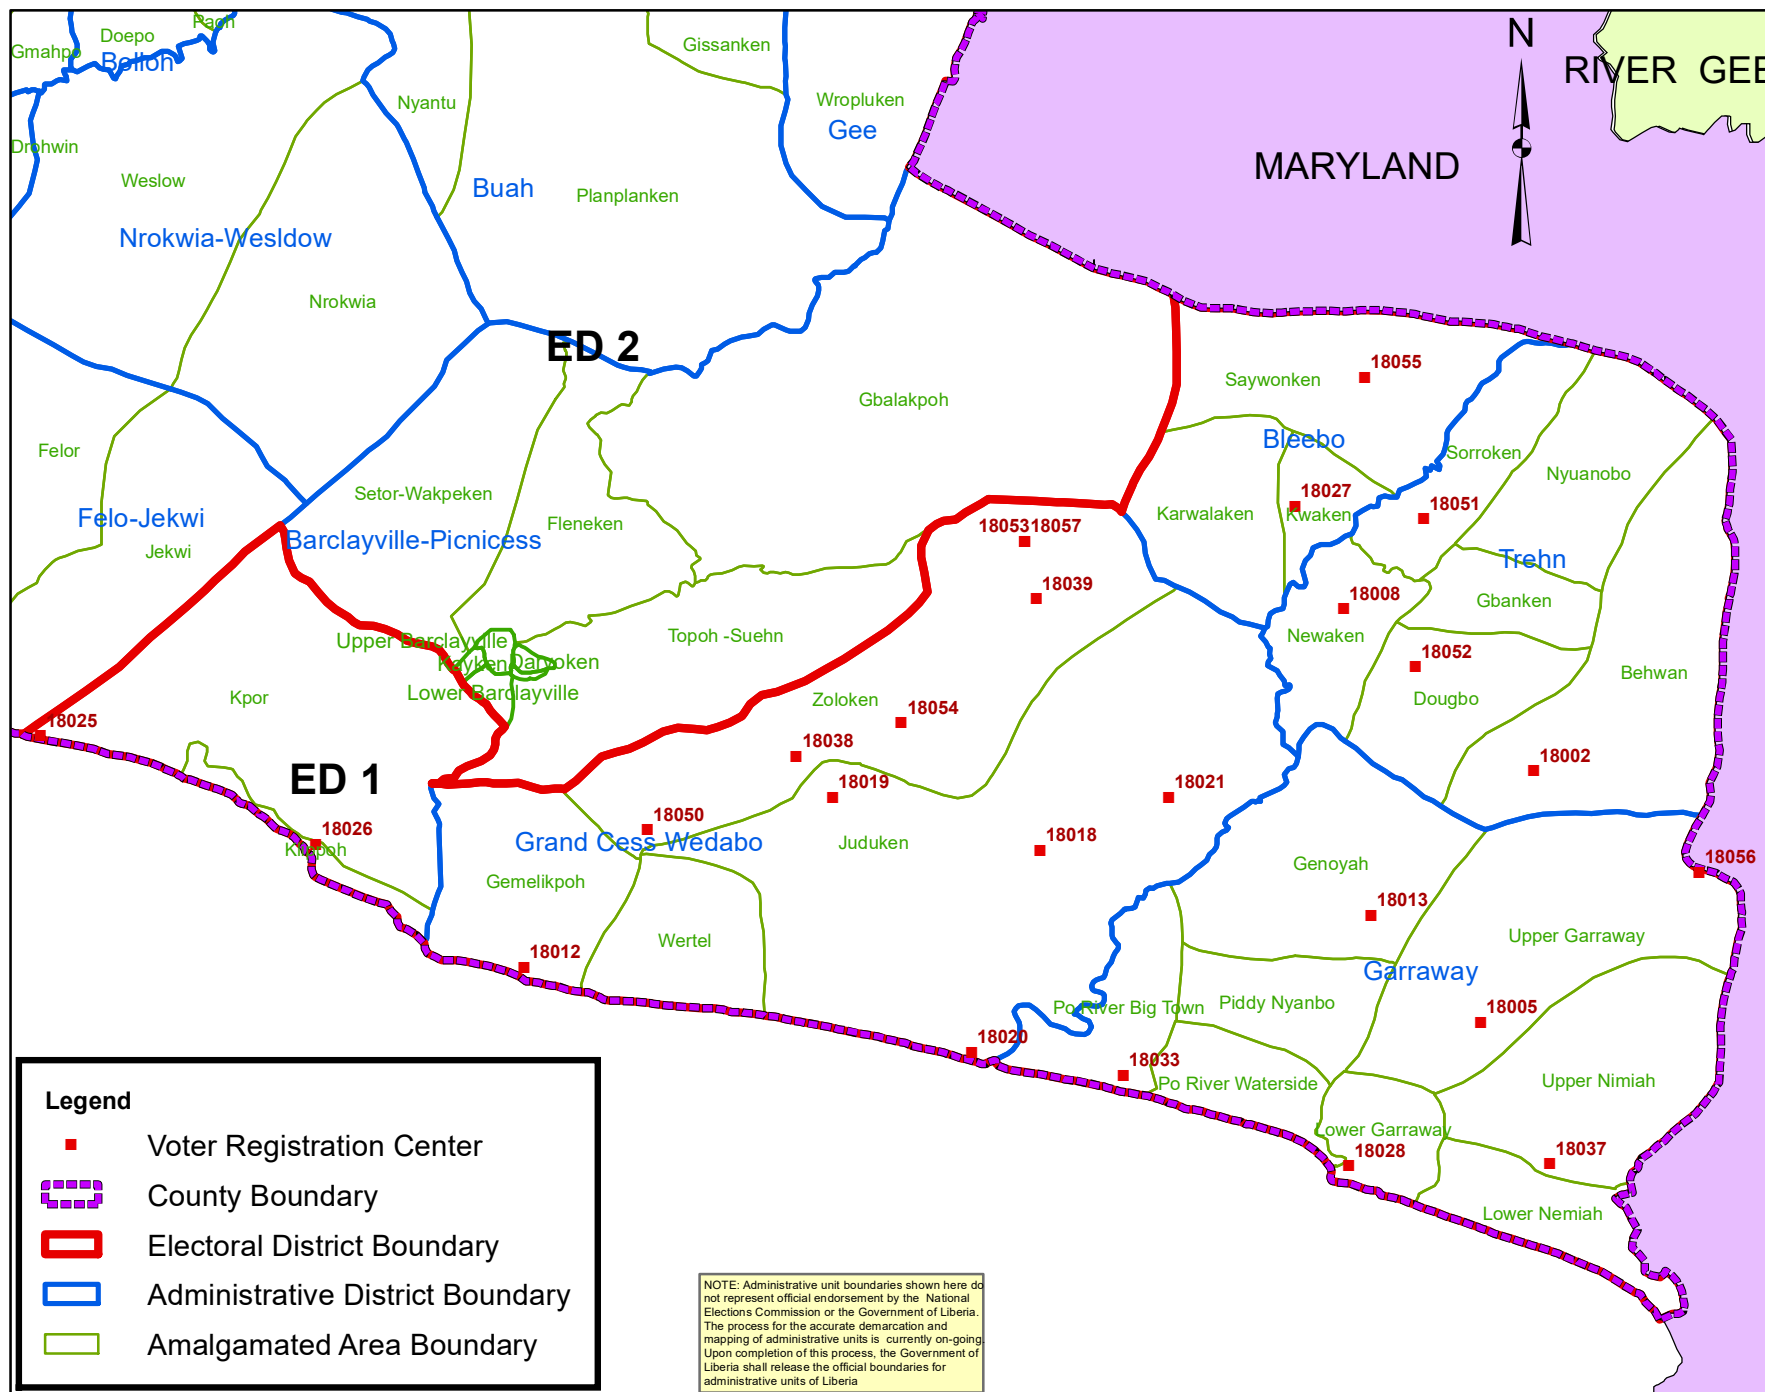 Pach
Doepo
Gmahpo
Bolloh
Gissanken
N
RIVER GEE
Nyantu
Wropluken
Gee
Drohwin
MARYLAND
Weslow
Buah
Planplanken
Nrokwia-Wesldow
Nrokwia
ED 2
18055
Saywonken
Gbalakpoh
Bleebo
Felor
Sorroken
Nyuanobo
Setor-Wakpeken
18027
Felo-Jekwi
Fleneken
Karwalaken
Kwaken
18051
1805318057
Barclayville-Picnicess
Jekwi
Trehn
18039
18008
Gbanken
Upper Barclayville
Topoh -Suehn
Newaken
Kayken
Daryoken
18052
Behwan
Lower Barclayville
Kpor
Zoloken
18054
Dougbo
18025
18038
18002
ED 1
18019
18021
18050
18026
Grand Cess Wedabo
Juduken
18018
18056
Genoyah
Gemelikpoh
18013
Wertel
Upper Garraway
18012
Garraway
Po River Big Town
Piddy Nyanbo
18005
18020
18033
Po River Waterside
Upper Nimiah
Lower Garraway
18028
18037
Lower Nemiah
Legend
Voter Registration Center
County Boundary
Electoral District Boundary
Administrative District Boundary
Amalgamated Area Boundary
NOTE: Administrative unit boundaries shown here do
not represent official endorsement by the National
Elections Commission or the Government of Liberia.
The process for the accurate demarcation and
mapping of administrative units is currently on-going.
Upon completion of this process, the Government of
Liberia shall release the official boundaries for
administrative units of Liberia